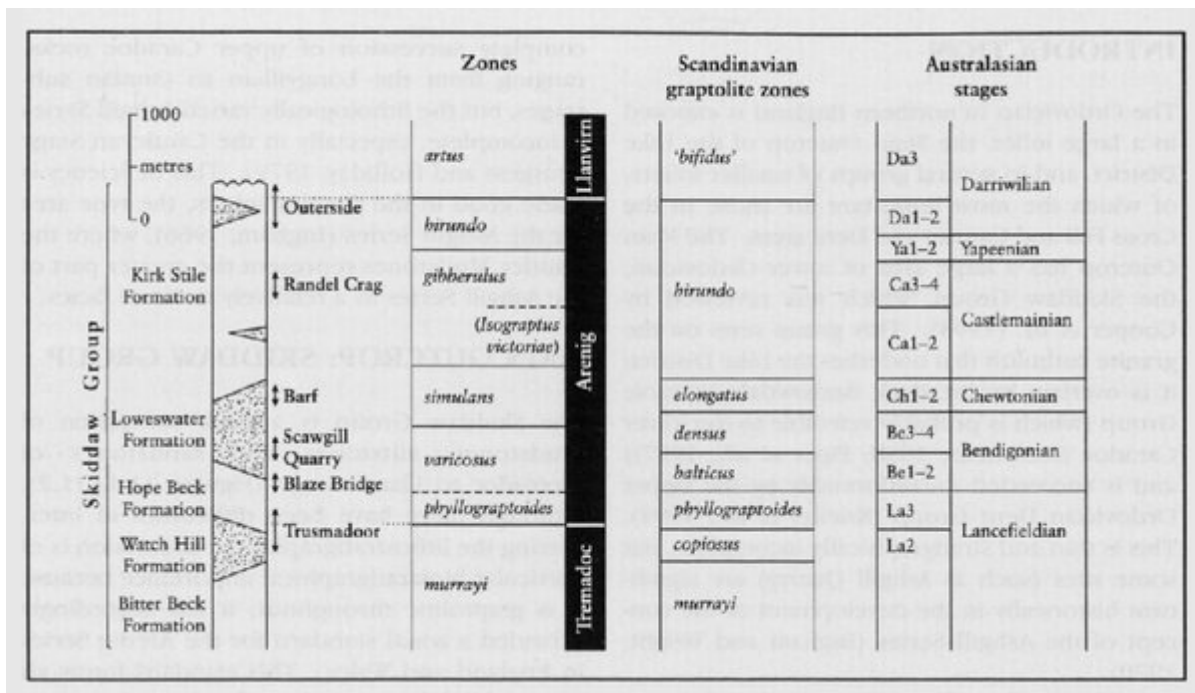 Zones
Scandinavian
graptolite zones
Australasian
stages
1000
metres
0
Skiddaw Group
Kirk Stile
Formation
Loweswater
Formation
Hope Beck
Formation
Watch Hill
Formation
Bitter Beck
Formation
Outerside
Randel Crag
Barf
Scawgill
Quarry
Blaze Bridge
Trusmadoor
artus
hirundo
gibberulus
(Isograptus
victoriae)
simulans
varicosus
phyllograptoides
murrayi
Llanvirn
Arenig
Tremadoc
'bifidus'
hirundo
elongatus
densus
balticus
phyllograptoides
copiosus
murrayi
Da3
Da1–2
Ya1–2
Ca3–4
Ca1–2
Ch1–2
Be3–4
Be1–2
La3
La2
Darriwilian
Yapeenian
Castlemainian
Chewtonian
Bendigonian
Lancefieldian